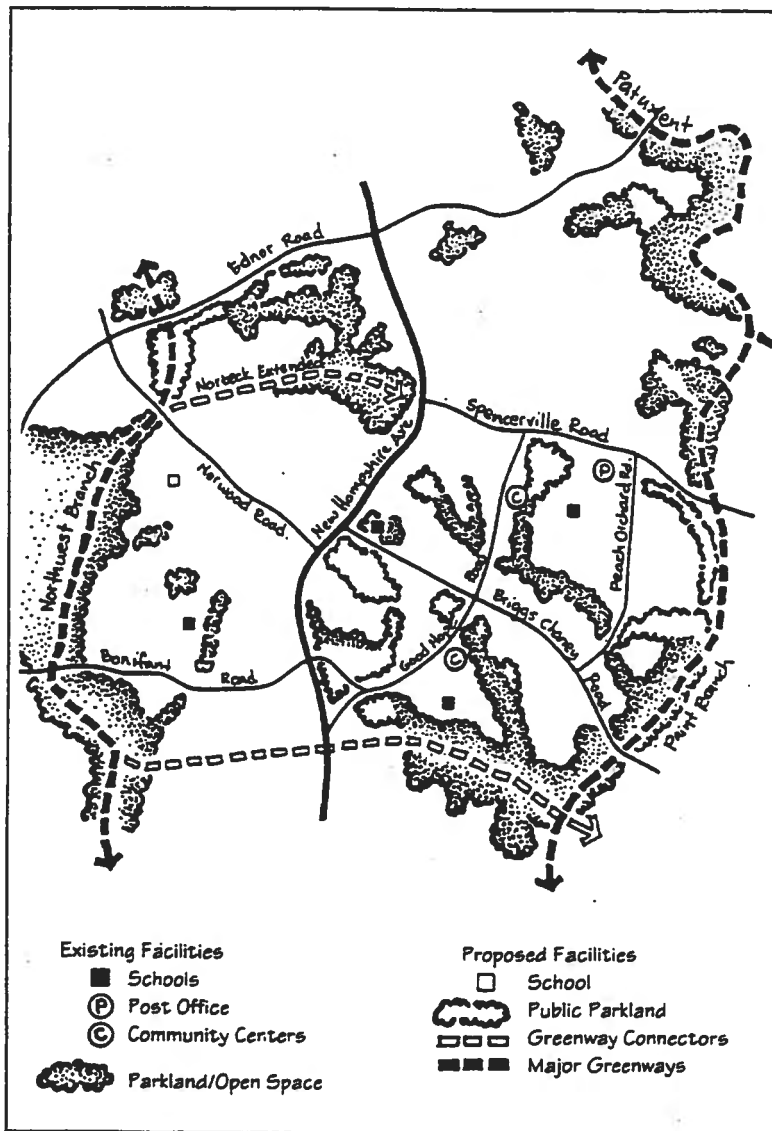 Patuxent
Ednor Road
Norbeck Extended
Spencerville Road
New Hampshire Ave
P
Northwest Branch
Norwood Road.
C
Peach Orchard Rd.
Road
Briggs Chaney
Good Hope
Bonifant
Road
C
Road
Paint Branch
Existing Facilities
Proposed Facilities
Schools
School
P Post Office
Public Parkland
C Community Centers
Greenway Connectors
Parkland/Open Space
Major Greenways